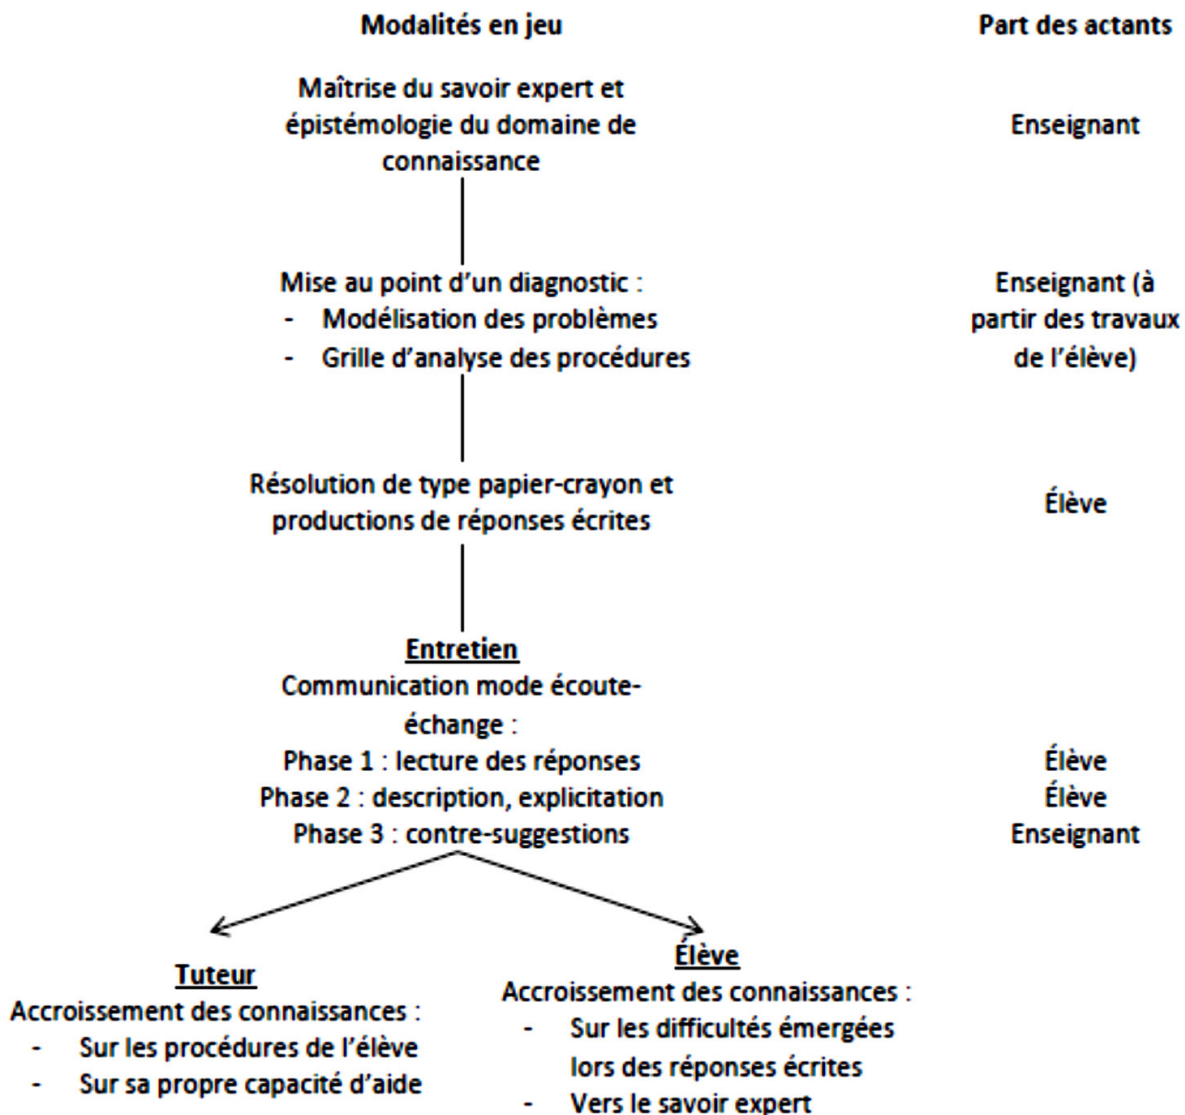 Modalités en jeu
Part des actants
Maîtrise du savoir expert et
épistémologie du domaine de
connaissance
Enseignant
Mise au point d'un diagnostic :
- Modélisation des problèmes
- Grille d'analyse des procédures
Enseignant (à
partir des travaux
de l'élève)
Résolution de type papier-crayon et
productions de réponses écrites
Élève
Entretien
Communication mode écoute-
échange :
Phase 1 : lecture des réponses
Élève
Phase 2 : description, explicitation
Élève
Phase 3 : contre-suggestions
Enseignant
Tuteur
Accroissement des connaissances :
- Sur les procédures de l'élève
- Sur sa propre capacité d'aide
Élève
Accroissement des connaissances :
- Sur les difficultés émergées
lors des réponses écrites
- Vers le savoir expert